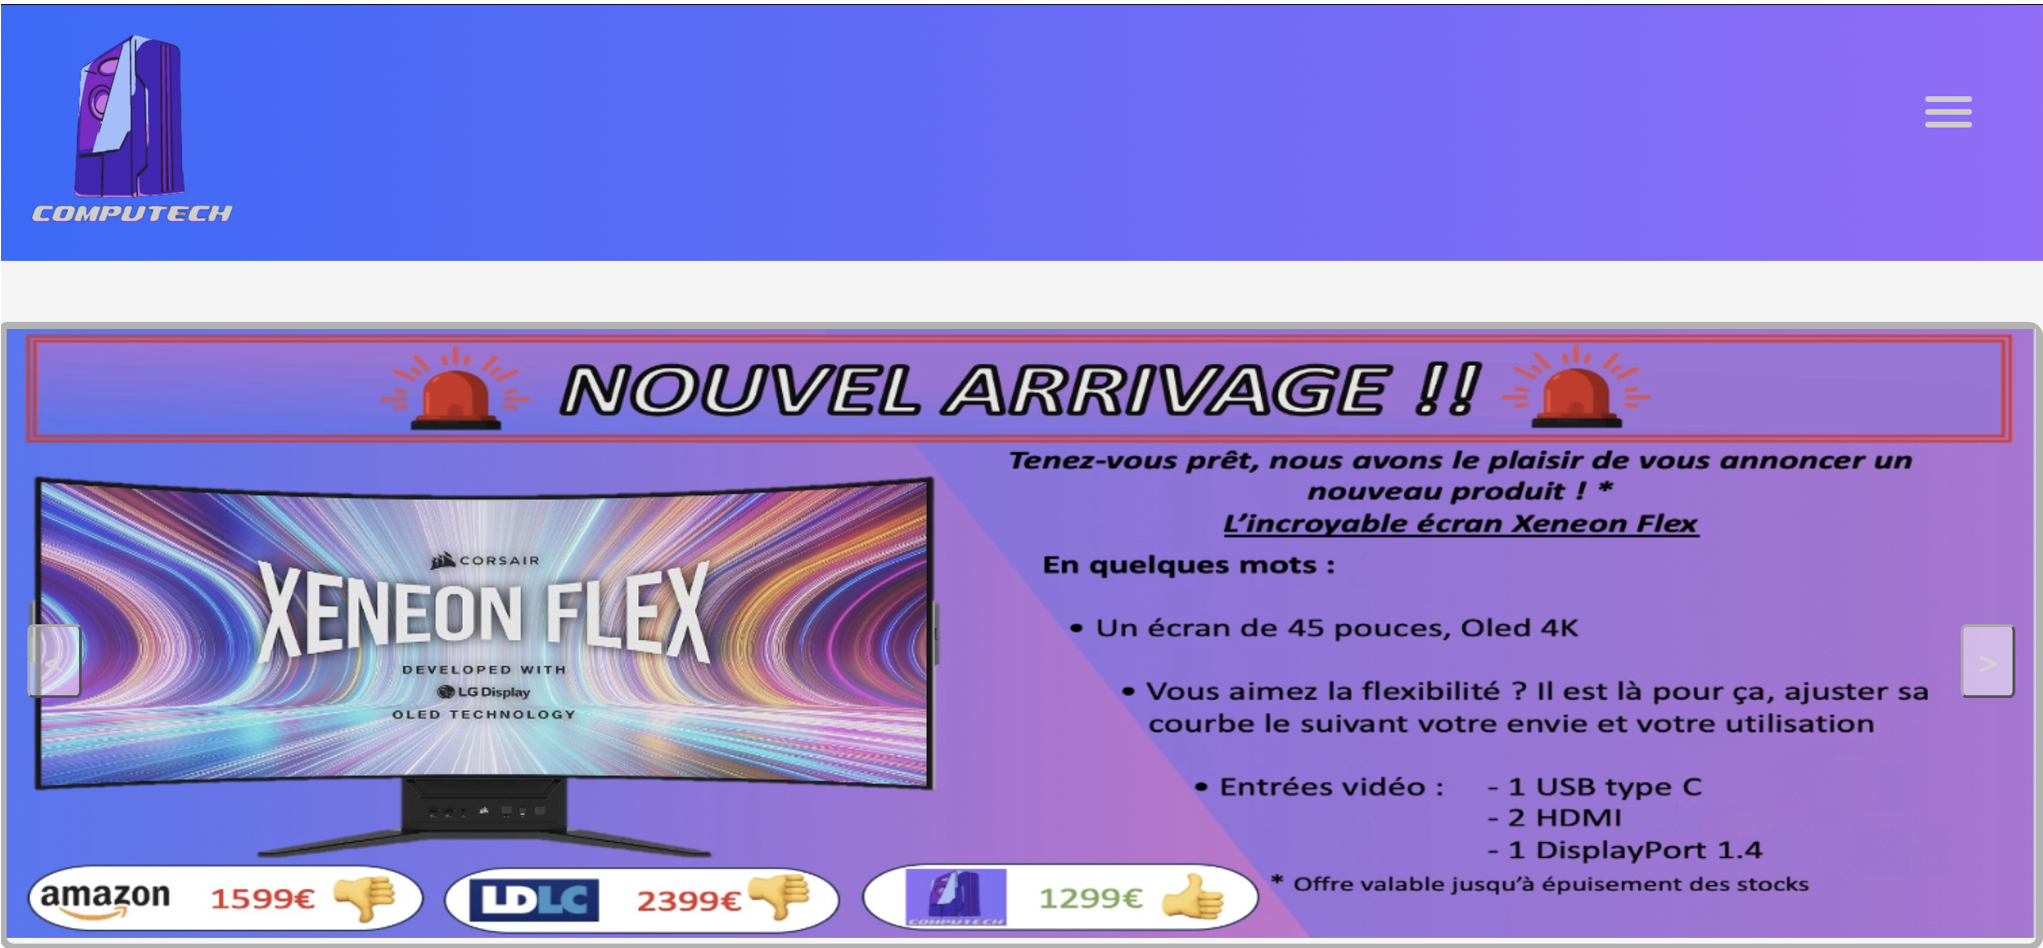 COMPUTECH
NOUVEL ARRIVAGE !!
Tenez-vous prêt, nous avons le plaisir de vous annoncer un
nouveau produit ! *
L'incroyable écran Xeneon Flex
En quelques mots :
• Un écran de 45 pouces, Oled 4K
• Vous aimez la flexibilité ? Il est là pour ça, ajuster sa
courbe le suivant votre envie et votre utilisation
• Entrées vidéo : - 1 USB type C
- 2 HDMI
- 1 DisplayPort 1.4
* Offre valable jusqu'à épuisement des stocks
CORSAIR
XENEON FLEX
DEVELOPED WITH
LG Display
OLED TECHNOLOGY
<
>
amazon 1599€
LDLC 2399€
COMPUTECH 1299€